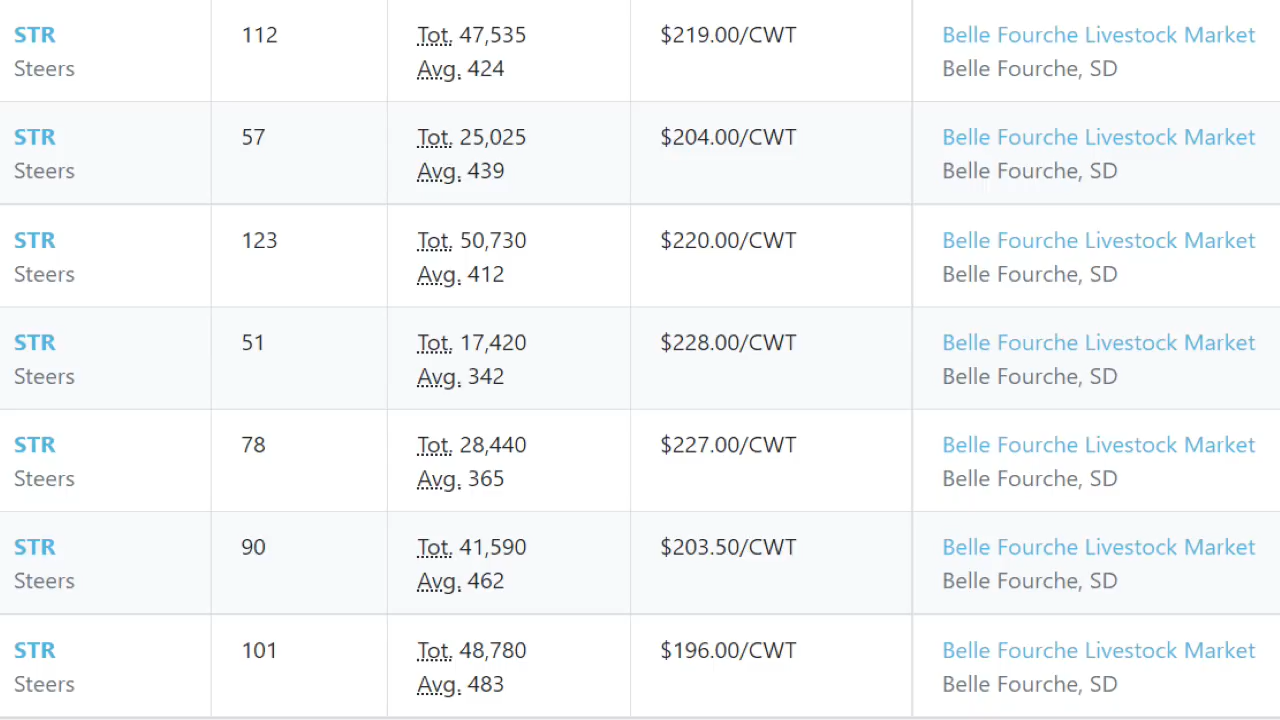 STR 112 Tot. 47,535 $219.00/CWT Belle Fourche Livestock Market
Steers Avg. 424 Belle Fourche, SD
STR 57 Tot. 25,025 $204.00/CWT Belle Fourche Livestock Market
Steers Avg. 439 Belle Fourche, SD
STR 123 Tot. 50,730 $220.00/CWT Belle Fourche Livestock Market
Steers Avg. 412 Belle Fourche, SD
STR 51 Tot. 17,420 $228.00/CWT Belle Fourche Livestock Market
Steers Avg. 342 Belle Fourche, SD
STR 78 Tot. 28,440 $227.00/CWT Belle Fourche Livestock Market
Steers Avg. 365 Belle Fourche, SD
STR 90 Tot. 41,590 $203.50/CWT Belle Fourche Livestock Market
Steers Avg. 462 Belle Fourche, SD
STR 101 Tot. 48,780 $196.00/CWT Belle Fourche Livestock Market
Steers Avg. 483 Belle Fourche, SD